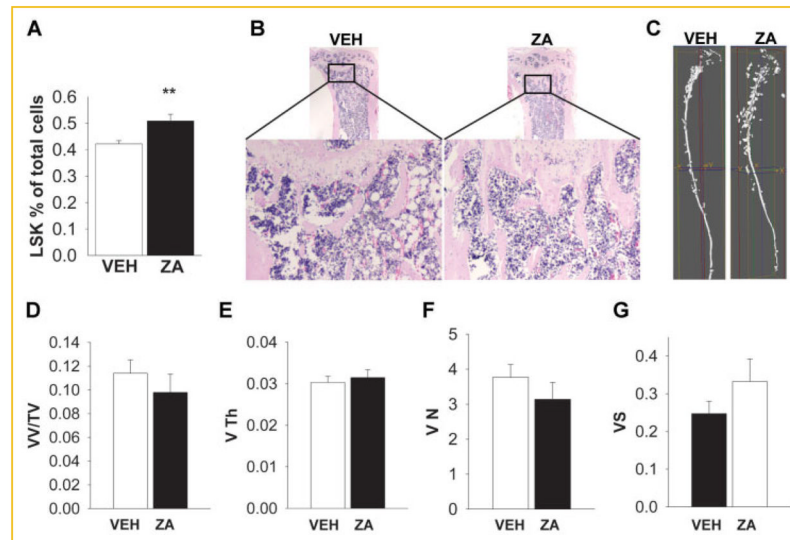 A
LSK % of total cells
0.6
0.5
0.4
0.3
0.2
0.1
0.0
**
VEH
ZA
B
VEH
ZA
C
VEH
ZA
D
VV/TV
0.14
0.12
0.10
0.08
0.06
0.04
0.02
0.00
VEH
ZA
E
V Th
0.04
0.03
0.02
0.01
0.00
VEH
ZA
F
V N
5
4
3
2
1
0
VEH
ZA
G
VS
0.4
0.3
0.2
0.1
0.0
VEH
ZA